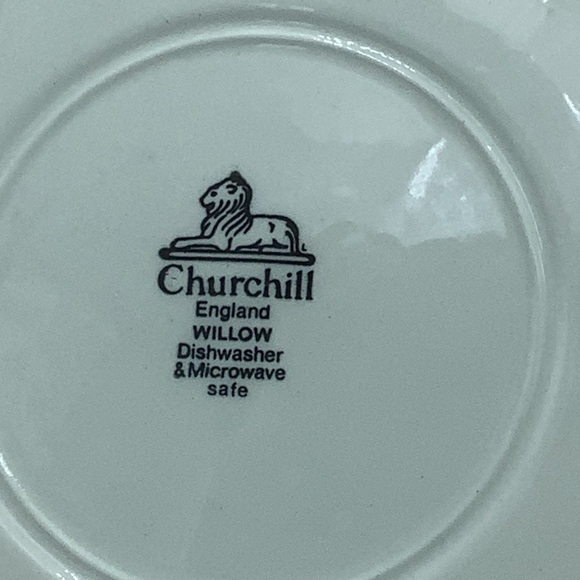 Churchill
England
WILLOW
Dishwasher
&Microwave
safe